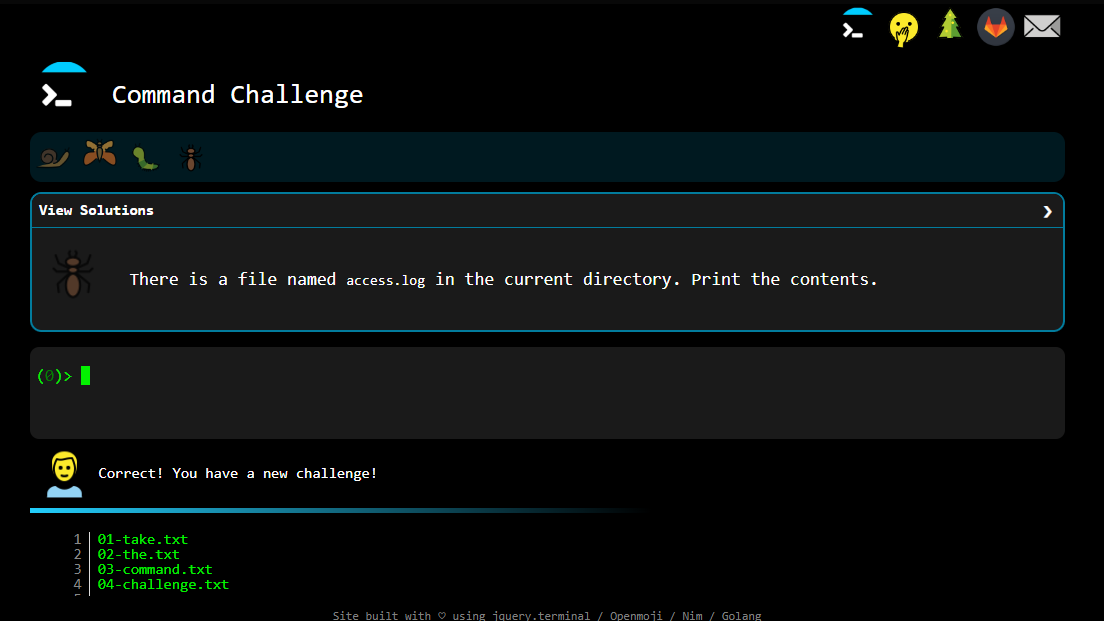 Command Challenge
View Solutions ❯
There is a file named access.log in the current directory. Print the contents.
(0)>
Correct! You have a new challenge!
1 01-take.txt
2 02-the.txt
3 03-command.txt
4 04-challenge.txt
Site built with ♡ using jquery.terminal / Openmoji / Nim / Golang